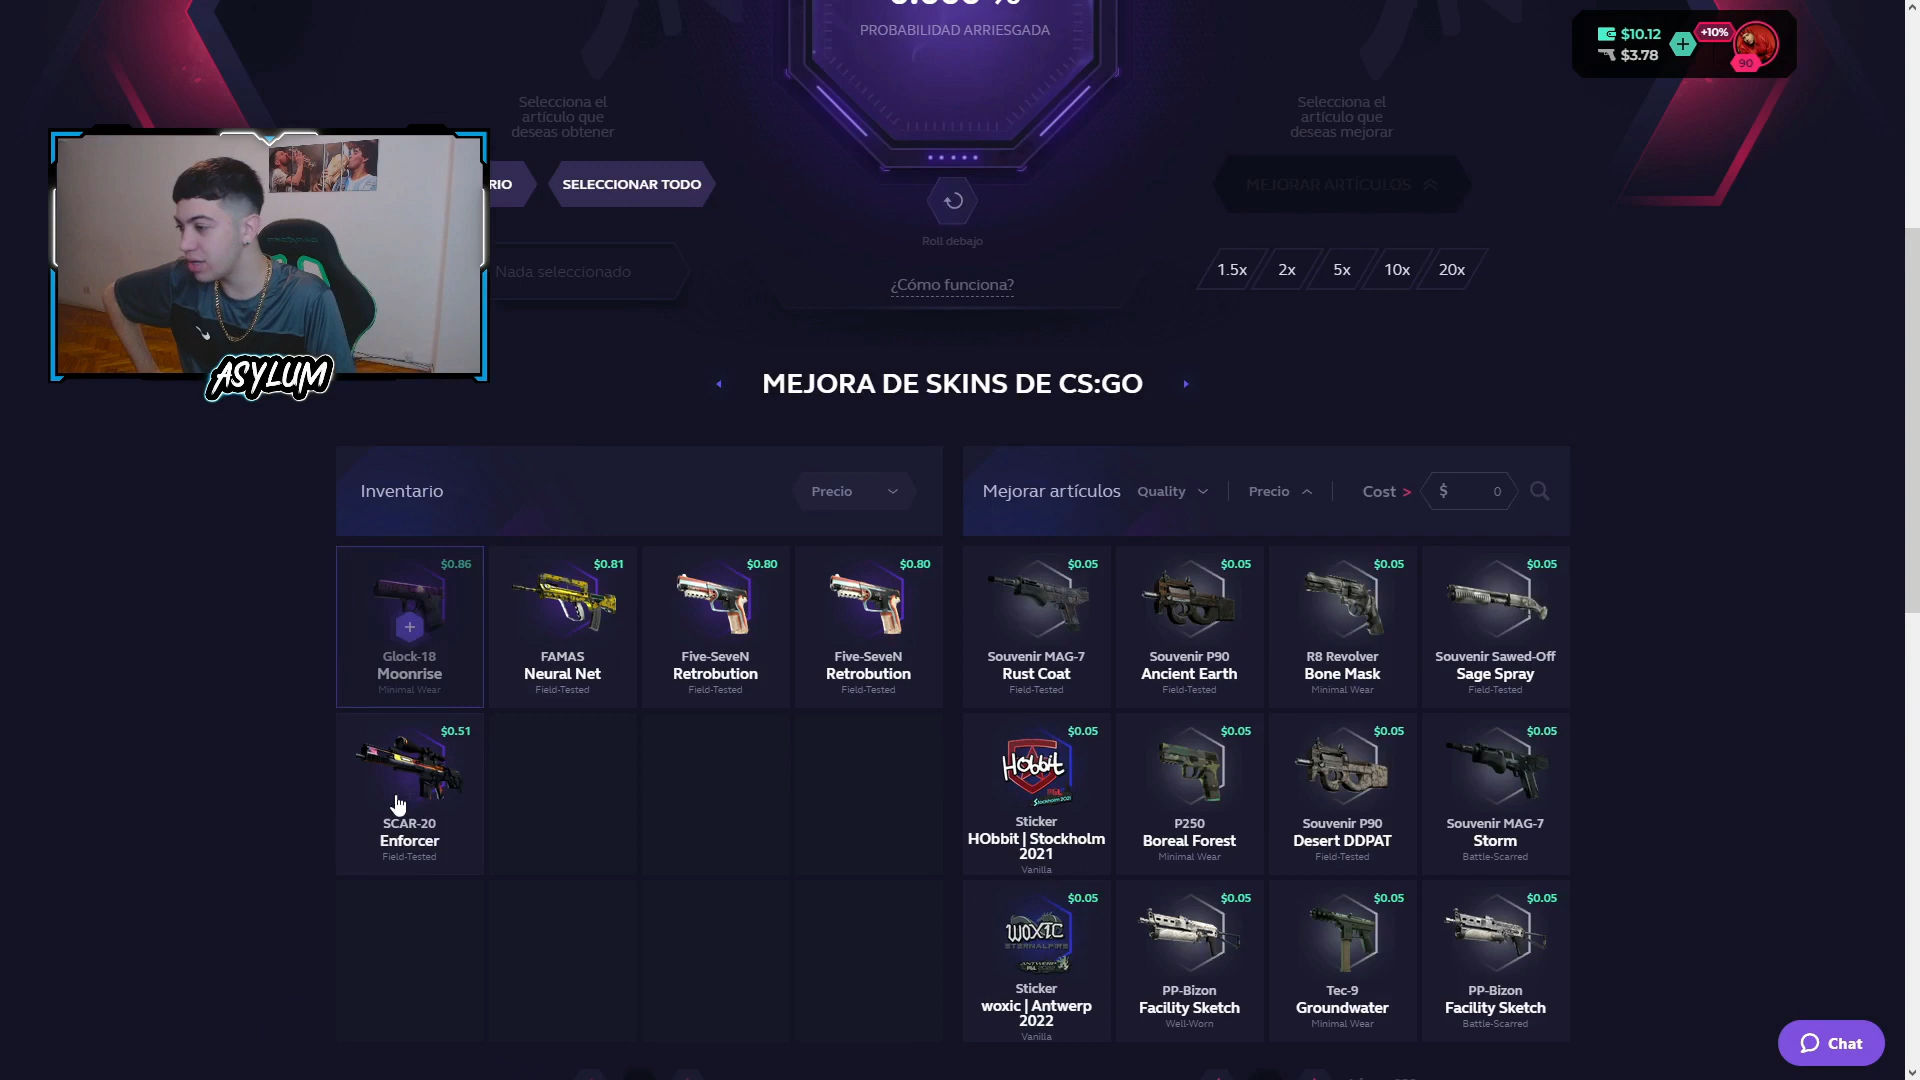 PROBABILIDAD ARRIESGADA
$10.12
$3.78
+10%
90
Selecciona el
artículo que
deseas obtener
Selecciona el
artículo que
deseas mejorar
RIO
SELECCIONAR TODO
MEJORAR ARTÍCULOS
Roll debajo
Nada seleccionado
¿Cómo funciona?
1.5x
2x
5x
10x
20x
ASYLUM
MEJORA DE SKINS DE CS:GO
Inventario
Precio
Mejorar artículos
Quality
Precio
Cost >
$
0
$0.86
Glock-18
Moonrise
Minimal Wear
$0.81
FAMAS
Neural Net
Field-Tested
$0.80
Five-SeveN
Retrobution
Field-Tested
$0.80
Five-SeveN
Retrobution
Field-Tested
$0.51
SCAR-20
Enforcer
Field-Tested
$0.05
Souvenir MAG-7
Rust Coat
Field-Tested
$0.05
Souvenir P90
Ancient Earth
Field-Tested
$0.05
R8 Revolver
Bone Mask
Minimal Wear
$0.05
Souvenir Sawed-Off
Sage Spray
Field-Tested
$0.05
HObbit
Stockholm 2021
Sticker
HObbit | Stockholm
2021
Vanilla
$0.05
P250
Boreal Forest
Minimal Wear
$0.05
Souvenir P90
Desert DDPAT
Field-Tested
$0.05
Souvenir MAG-7
Storm
Battle-Scarred
$0.05
WOXIC
ETERNAL FIRE
ANTWERP
Sticker
woxic | Antwerp
2022
Vanilla
$0.05
PP-Bizon
Facility Sketch
Well-Worn
$0.05
Tec-9
Groundwater
Minimal Wear
$0.05
PP-Bizon
Facility Sketch
Battle-Scarred
Chat